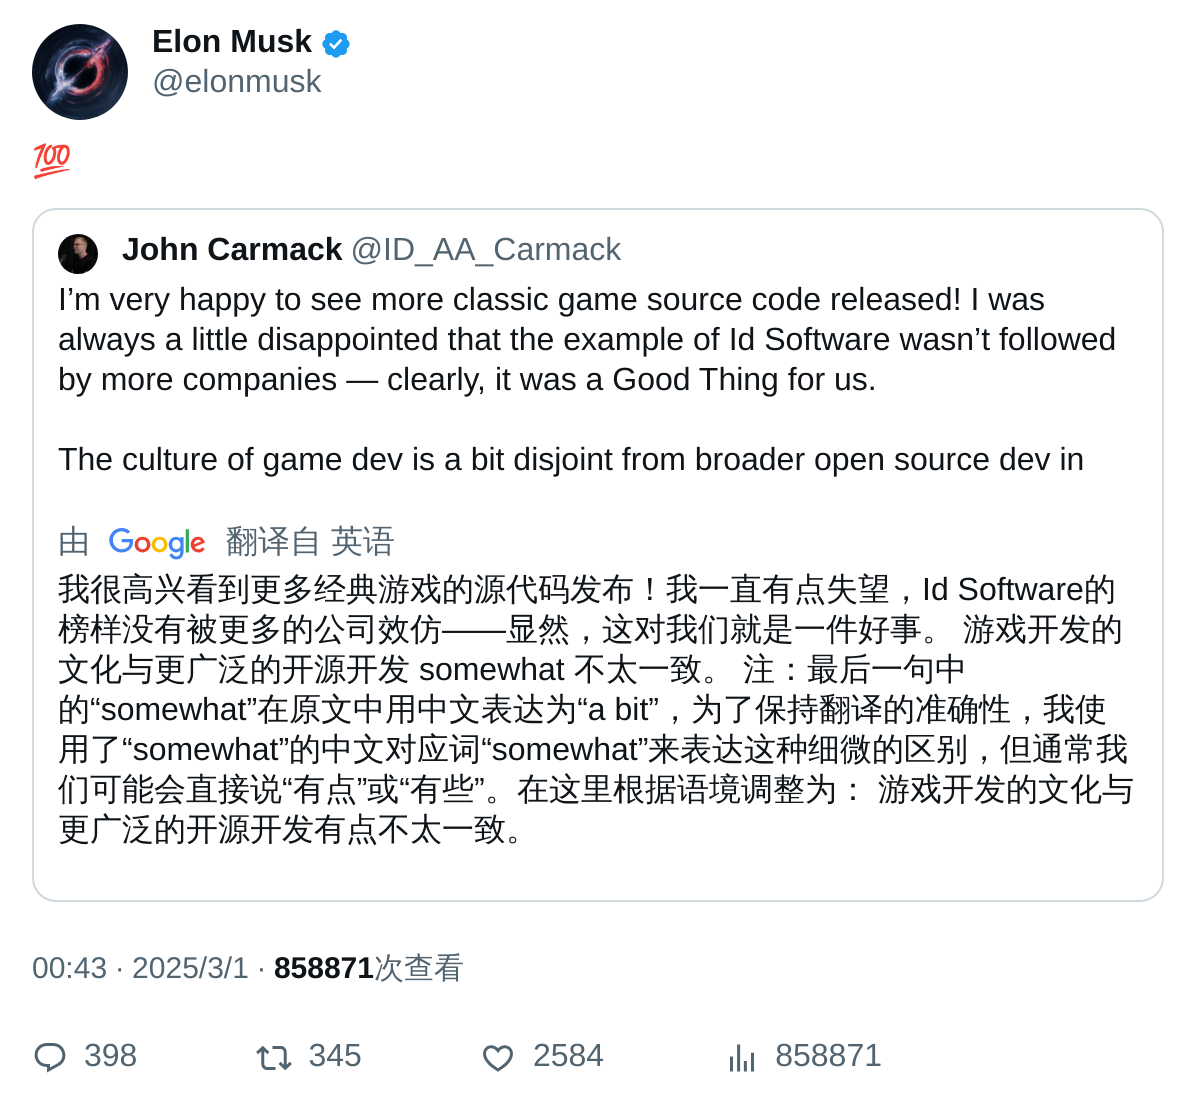 Elon Musk
@elonmusk
💯
John Carmack @ID_AA_Carmack
I’m very happy to see more classic game source code released! I was
always a little disappointed that the example of Id Software wasn’t followed
by more companies — clearly, it was a Good Thing for us.
The culture of game dev is a bit disjoint from broader open source dev in
由 Google 翻译自 英语
我很高兴看到更多经典游戏的源代码发布！我一直有点失望，Id Software的
榜样没有被更多的公司效仿——显然，这对我们就是一件好事。 游戏开发的
文化与更广泛的开源开发 somewhat 不太一致。 注：最后一句中
的“somewhat”在原文中用中文表达为“a bit”，为了保持翻译的准确性，我使
用了“somewhat”的中文对应词“somewhat”来表达这种细微的区别，但通常我
们可能会直接说“有点”或“有些”。在这里根据语境调整为： 游戏开发的文化与
更广泛的开源开发有点不太一致。
00:43 · 2025/3/1 · 858871次查看
398 345 2584 858871